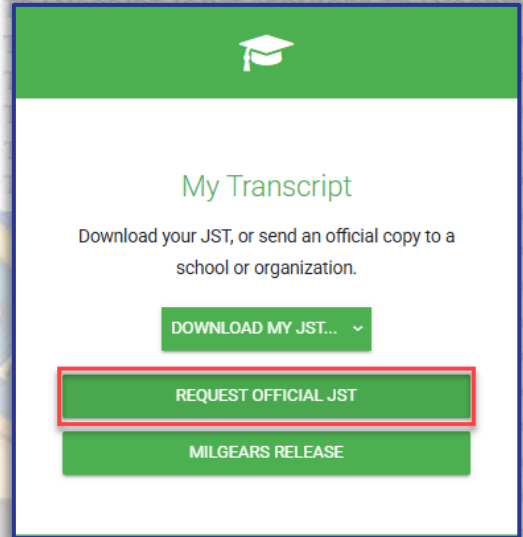 My Transcript
Download your JST, or send an official copy to a
school or organization.
DOWNLOAD MY JST...
REQUEST OFFICIAL JST
MILGEARS RELEASE